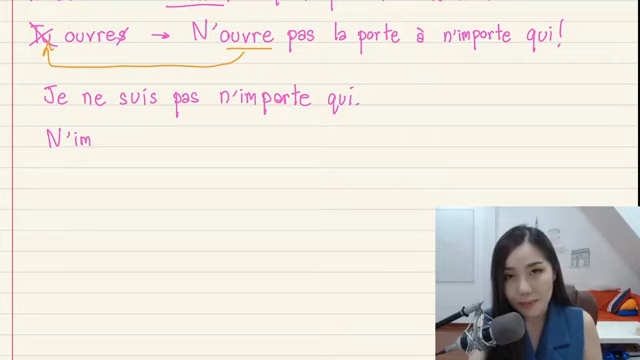 Tu ouvres → N'ouvre pas la porte à n'importe qui!
Je ne suis pas n'importe qui.
N'im